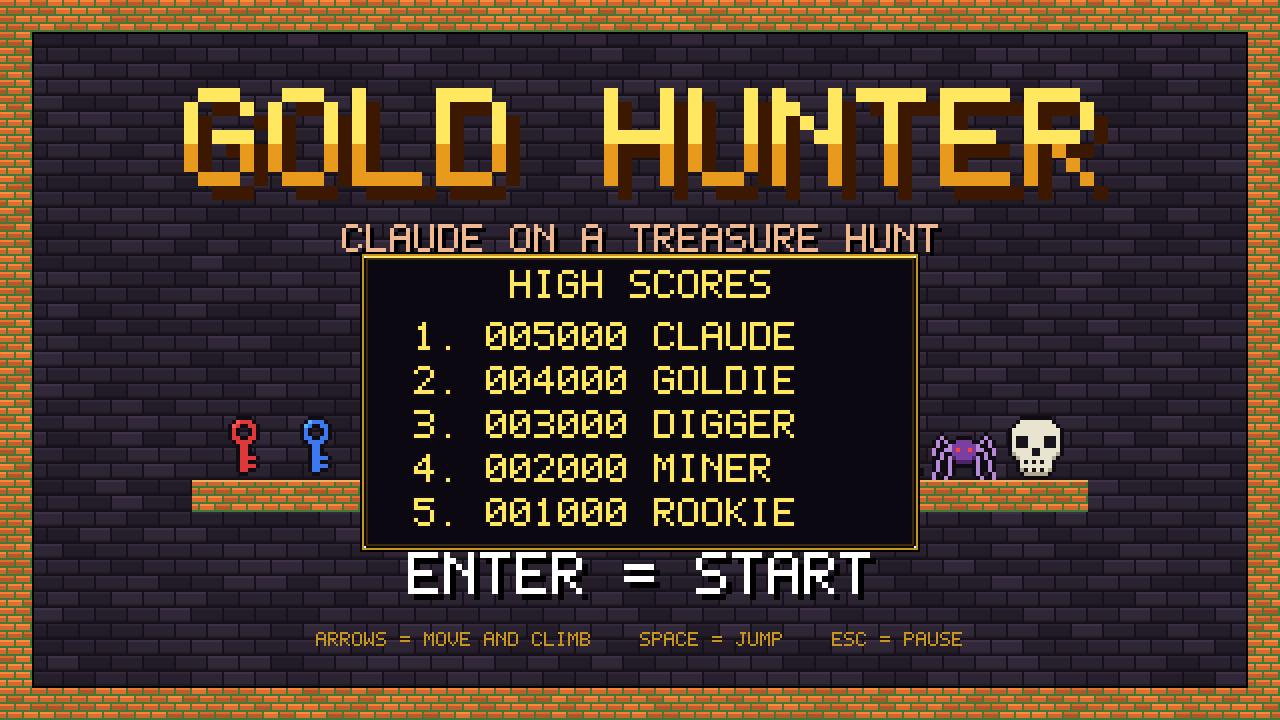 GOLD HUNTER
CLAUDE ON A TREASURE HUNT
HIGH SCORES
1. 005000 CLAUDE
2. 004000 GOLDIE
3. 003000 DIGGER
4. 002000 MINER
5. 001000 ROOKIE
ENTER = START
ARROWS = MOVE AND CLIMB SPACE = JUMP ESC = PAUSE